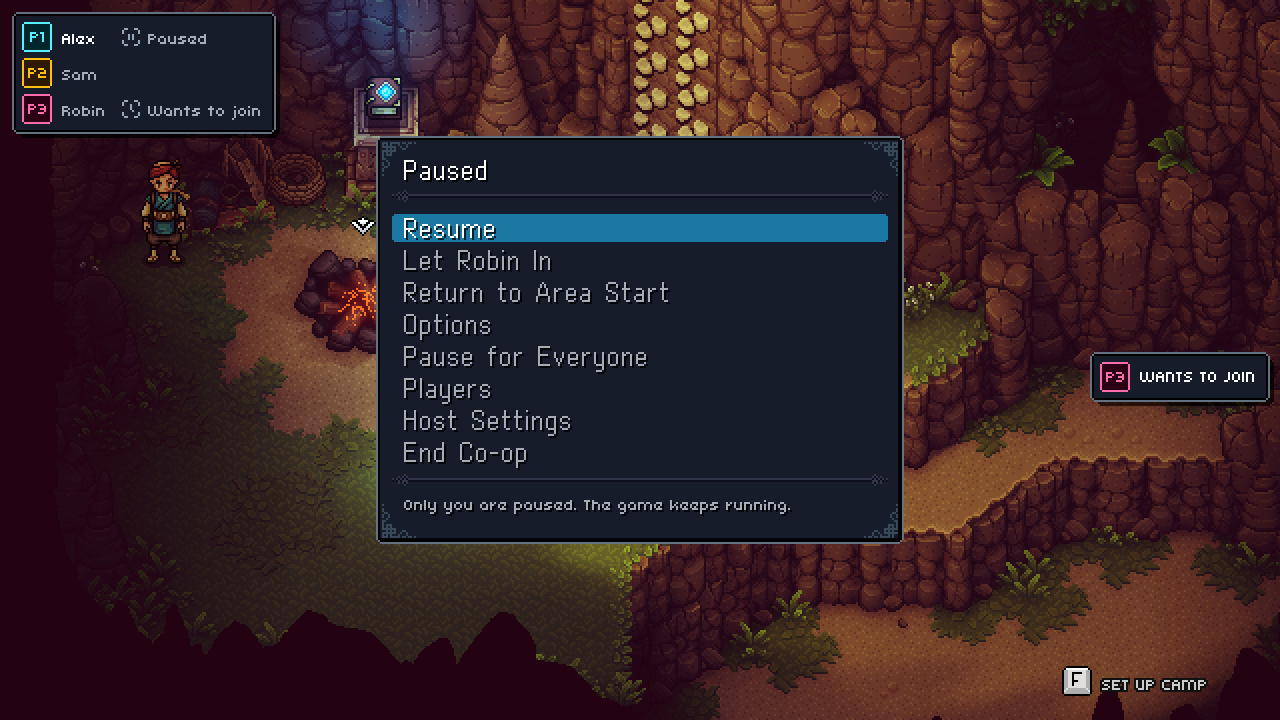 P1 Alex Paused
P2 Sam
P3 Robin Wants to join
Paused
Resume
Let Robin In
Return to Area Start
Options
Pause for Everyone
Players
Host Settings
End Co-op
Only you are paused. The game keeps running.
P3 WANTS TO JOIN
F SET UP CAMP